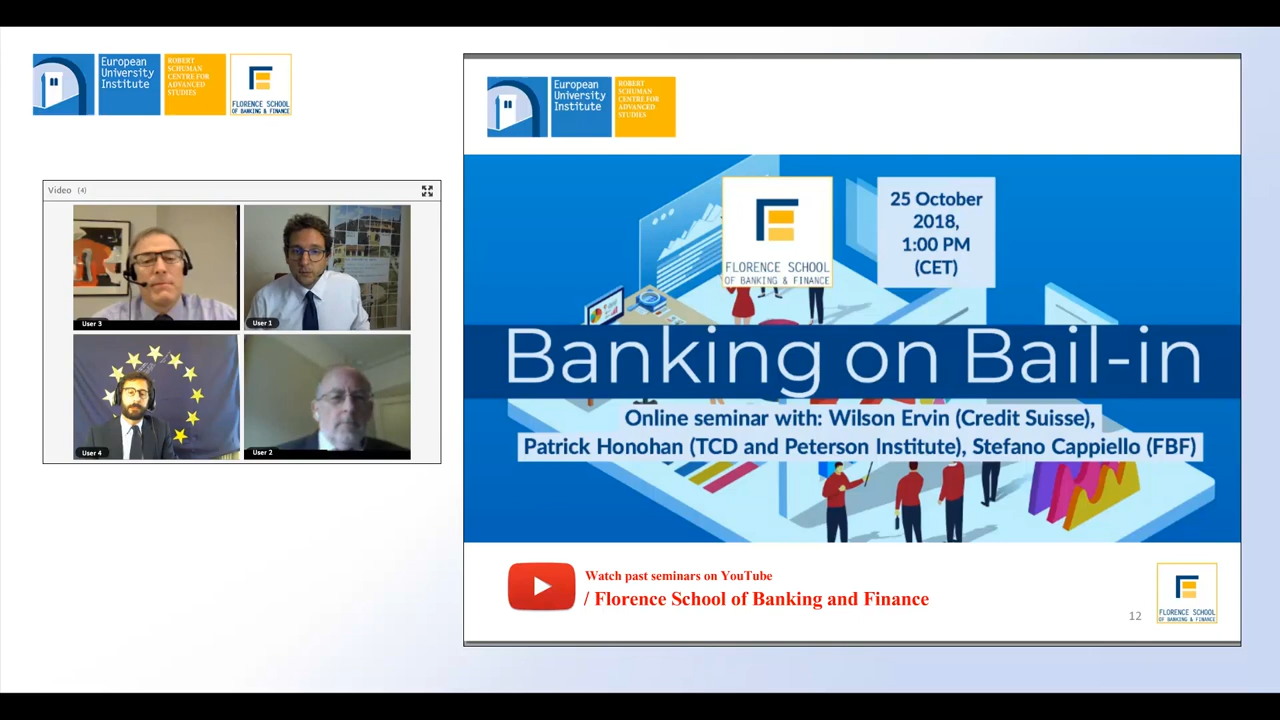 European
University
Institute
ROBERT
SCHUMAN
CENTRE FOR
ADVANCED
STUDIES
FLORENCE SCHOOL
OF BANKING & FINANCE
Video (4)
User 3
User 1
User 4
User 2
European
University
Institute
ROBERT
SCHUMAN
CENTRE FOR
ADVANCED
STUDIES
FLORENCE SCHOOL
OF BANKING & FINANCE
25 October
2018,
1:00 PM
(CET)
Banking on Bail-in
Online seminar with: Wilson Ervin (Credit Suisse),
Patrick Honohan (TCD and Peterson Institute), Stefano Cappiello (FBF)
Watch past seminars on YouTube
/ Florence School of Banking and Finance
12
FLORENCE SCHOOL
OF BANKING & FINANCE